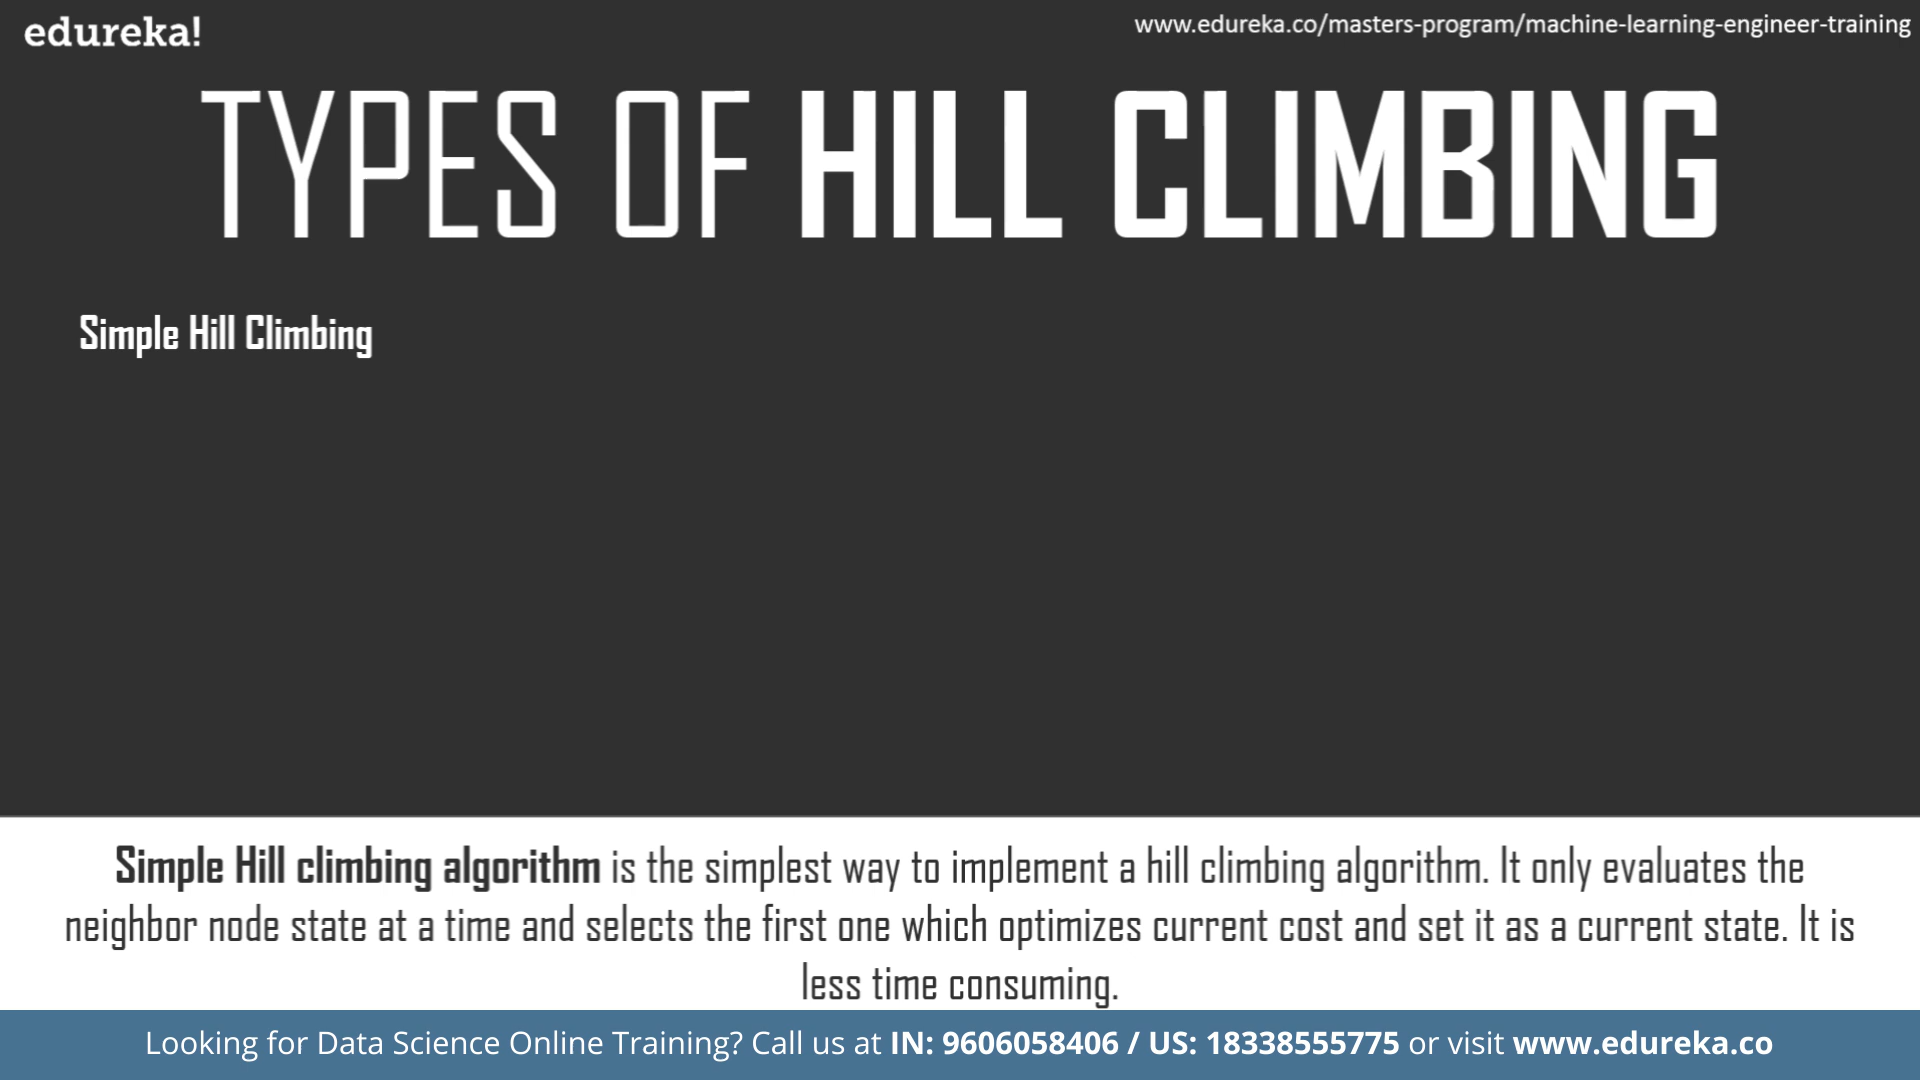 edureka!
www.edureka.co/masters-program/machine-learning-engineer-training
TYPES OF HILL CLIMBING
Simple Hill Climbing
Simple Hill climbing algorithm is the simplest way to implement a hill climbing algorithm. It only evaluates the
neighbor node state at a time and selects the first one which optimizes current cost and set it as a current state. It is
less time consuming.
Looking for Data Science Online Training? Call us at IN: 9606058406 / US: 18338555775 or visit www.edureka.co